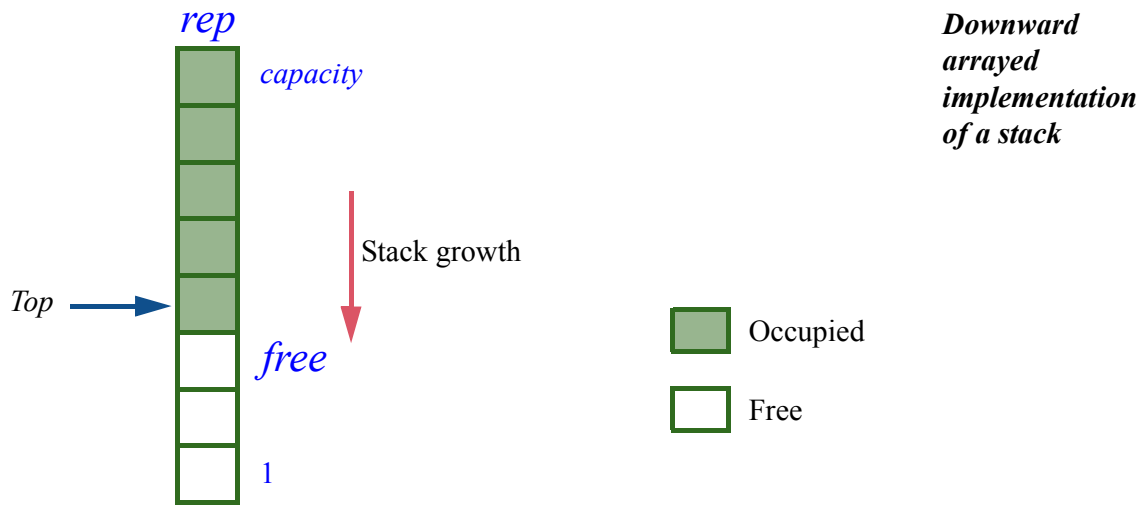 rep
capacity
Downward
arrayed
implementation
of a stack
Stack growth
Top
free
1
Occupied
Free